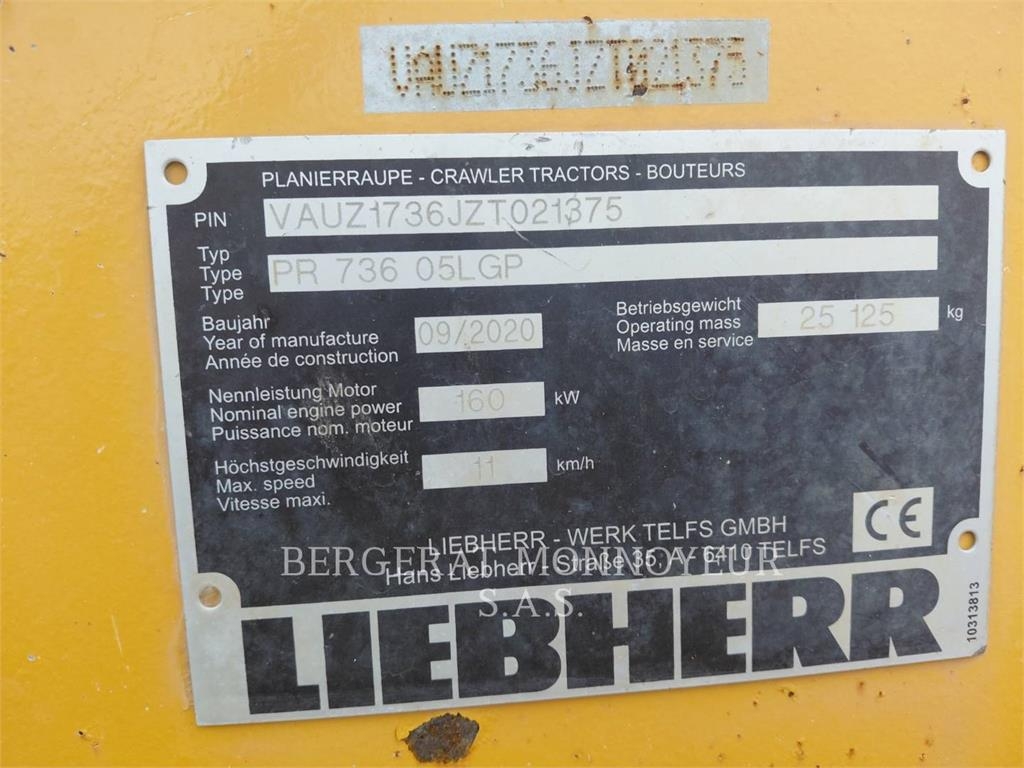 VAUZ1736JZT021375
PLANIERRAUPE - CRAWLER TRACTORS - BOUTEURS
PIN VAUZ1736JZT021375
Typ
Type PR 736 05LGP
Type
Baujahr
Year of manufacture 09/2020
Année de construction
Betriebsgewicht
Operating mass 25 125 kg
Masse en service
Nennleistung Motor
Nominal engine power 160 kW
Puissance nom. moteur
Höchstgeschwindigkeit
Max. speed 11 km/h
Vitesse maxi.
CE
LIEBHERR - WERK TELFS GMBH
Hans Liebherr - Straße 35, A - 6410 TELFS
BERGERAT MONNOYEUR
S.A.S.
LIEBHERR
10313813